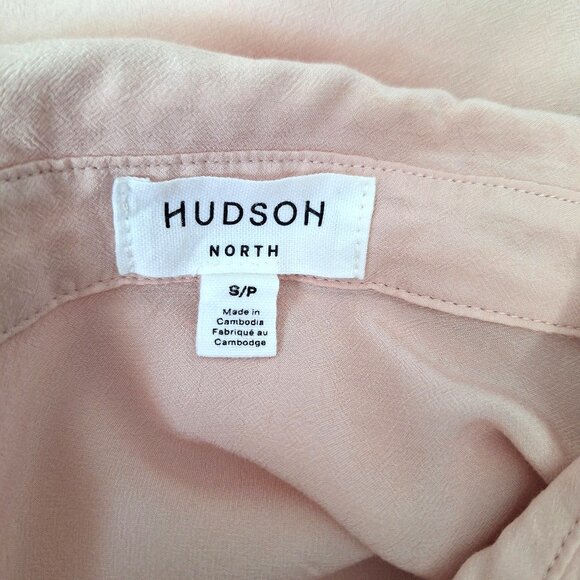 HUDSON
NORTH
S/P
Made in
Cambodia
Fabriqué au
Cambodge